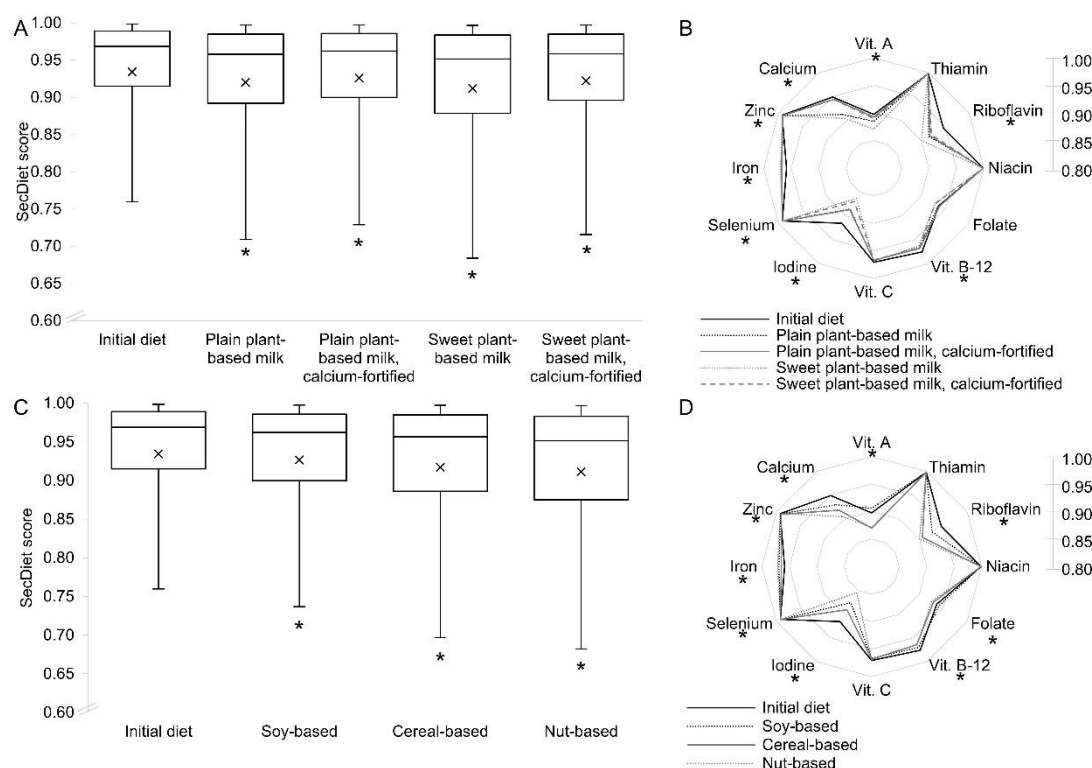 A
SecDiet score
1.00
0.95
0.90
0.85
0.80
0.75
0.70
0.65
0.60
*
*
*
*
Initial diet
Plain plant-
based milk
Plain plant-
based milk,
calcium-fortified
Sweet plant-
based milk
Sweet plant-
based milk,
calcium-fortified
B
Vit. A
*
Thiamin
Riboflavin
*
Niacin
Folate
Vit. B-12
*
Vit. C
Iodine
*
Selenium
*
Iron
*
Zinc
*
Calcium
*
1.00
0.95
0.90
0.85
0.80
Initial diet
Plain plant-based milk
Plain plant-based milk, calcium-fortified
Sweet plant-based milk
Sweet plant-based milk, calcium-fortified
C
SecDiet score
1.00
0.95
0.90
0.85
0.80
0.75
0.70
0.65
0.60
*
*
*
Initial diet
Soy-based
Cereal-based
Nut-based
D
Vit. A
*
Thiamin
Riboflavin
*
Niacin
Folate
*
Vit. B-12
*
Vit. C
Iodine
*
Selenium
*
Iron
*
Zinc
*
Calcium
*
1.00
0.95
0.90
0.85
0.80
Initial diet
Soy-based
Cereal-based
Nut-based